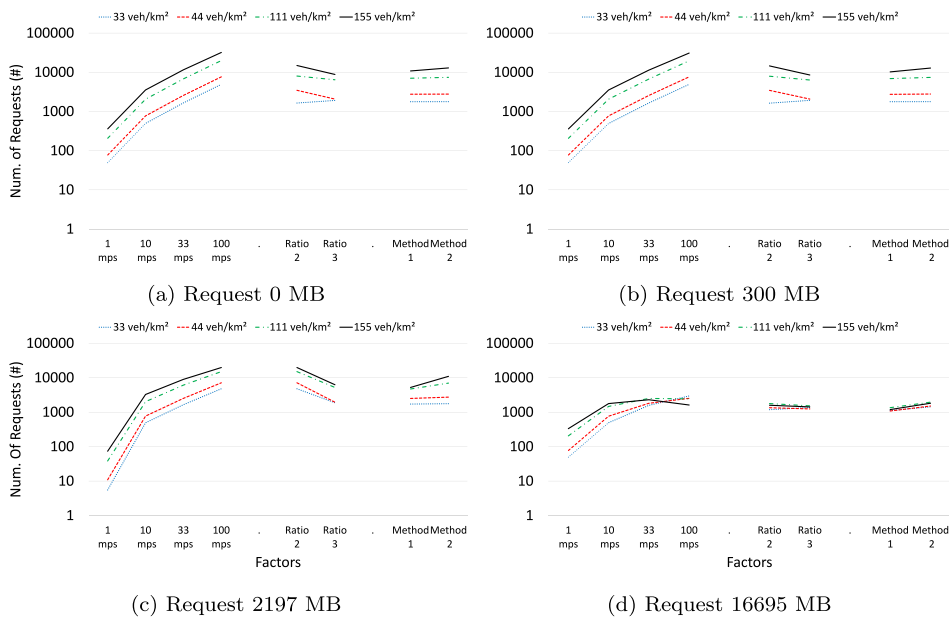 33 veh/km² 44 veh/km² 111 veh/km² 155 veh/km²
Num. of Requests (#)
100000
10000
1000
100
10
1
1 mps 10 mps 33 mps 100 mps . Ratio 2 Ratio 3 . Method 1 Method 2
(a) Request 0 MB
33 veh/km² 44 veh/km² 111 veh/km² 155 veh/km²
100000
10000
1000
100
10
1
1 mps 10 mps 33 mps 100 mps . Ratio 2 Ratio 3 . Method 1 Method 2
(b) Request 300 MB
33 veh/km² 44 veh/km² 111 veh/km² 155 veh/km²
Num. Of Requests (#)
100000
10000
1000
100
10
1
1 mps 10 mps 33 mps 100 mps . Ratio 2 Ratio 3 . Method 1 Method 2
Factors
(c) Request 2197 MB
33 veh/km² 44 veh/km² 111 veh/km² 155 veh/km²
100000
10000
1000
100
10
1
1 mps 10 mps 33 mps 100 mps . Ratio 2 Ratio 3 . Method 1 Method 2
Factors
(d) Request 16695 MB